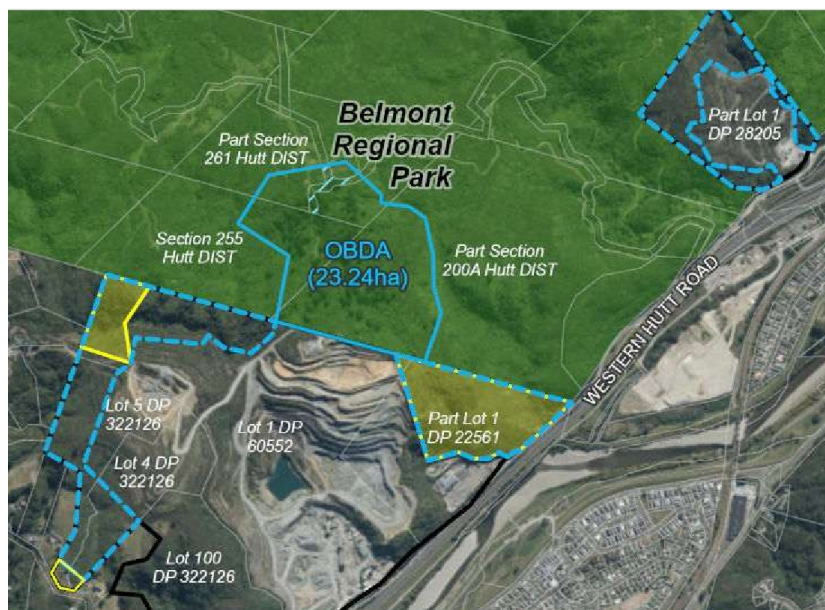 Belmont
Regional
Park
Part Section
261 Hutt DIST
Part Lot 1
DP 28205
Section 255
Hutt DIST
OBDA
(23.24ha)
Part Section
200A Hutt DIST
WESTERN HUTT ROAD
Lot 5 DP
322126
Lot 1 DP
60552
Part Lot 1
DP 22561
Lot 4 DP
322126
Lot 100
DP 322126